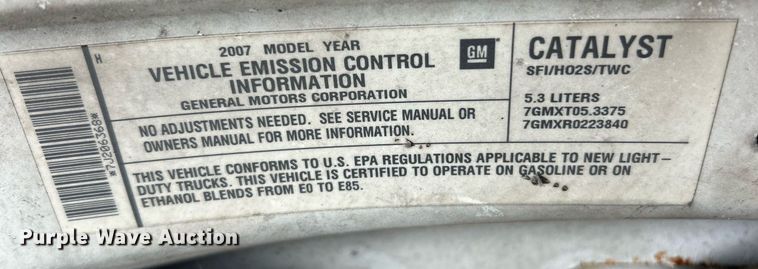 H
*7J206368*
2007 MODEL YEAR
VEHICLE EMISSION CONTROL
INFORMATION
GENERAL MOTORS CORPORATION
GM
NO ADJUSTMENTS NEEDED. SEE SERVICE MANUAL OR
OWNERS MANUAL FOR MORE INFORMATION.
CATALYST
SFI/HO2S/TWC
5.3 LITERS
7GMXT05.3375
7GMXR0223840
THIS VEHICLE CONFORMS TO U.S. EPA REGULATIONS APPLICABLE TO NEW LIGHT-
DUTY TRUCKS. THIS VEHICLE IS CERTIFIED TO OPERATE ON GASOLINE OR ON
ETHANOL BLENDS FROM E0 TO E85.
Purple Wave Auction